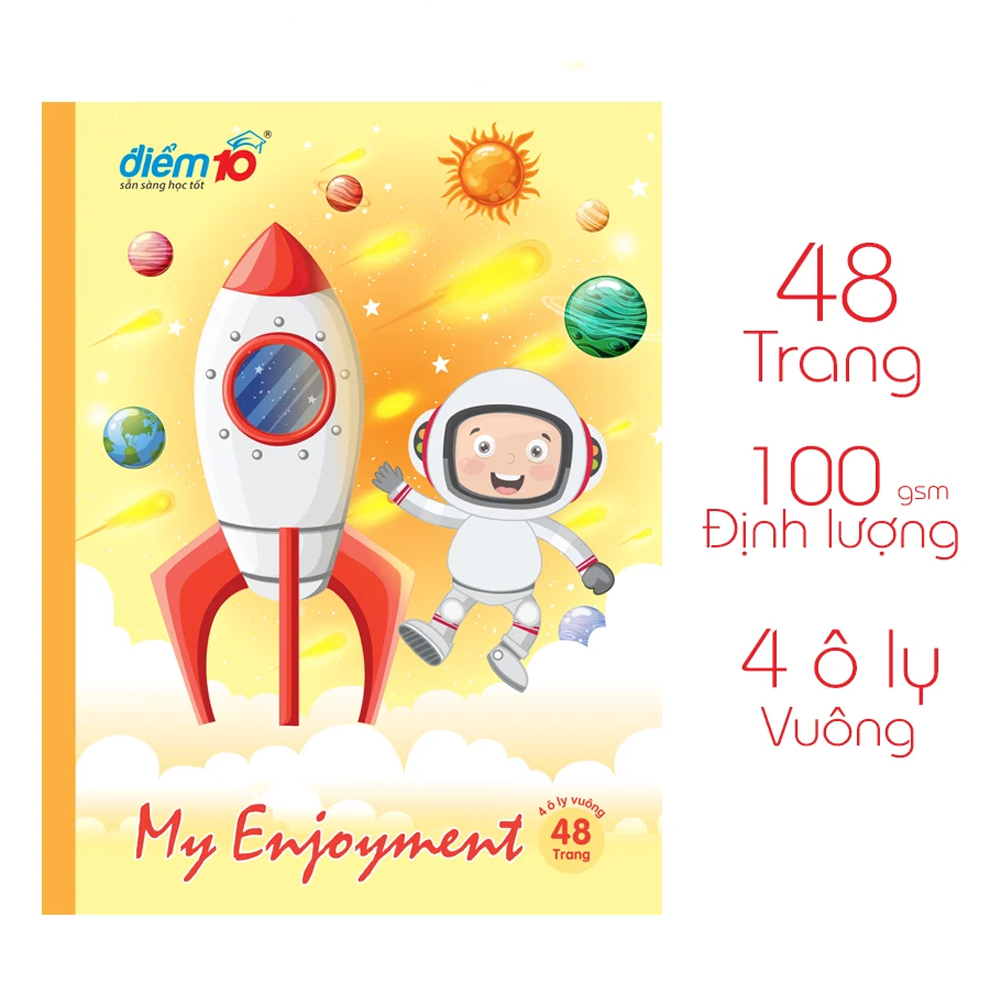 điểm10®
sẵn sàng học tốt
My Enjoyment
4 ô ly vuông
48
Trang
48
Trang
100 gsm
Định lượng
4 ô ly
Vuông